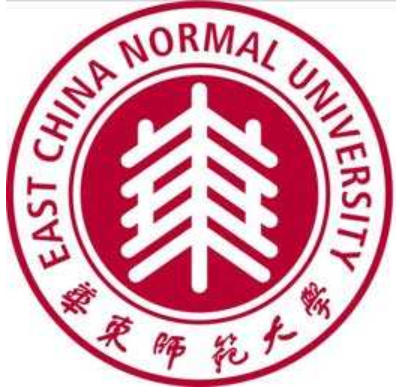 EAST CHINA NORMAL UNIVERSITY
華東師範大學